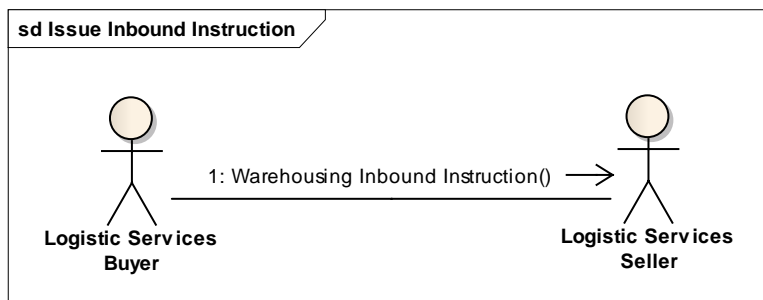 sd Issue Inbound Instruction
1: Warehousing Inbound Instruction()
Logistic Services
Buyer
Logistic Services
Seller